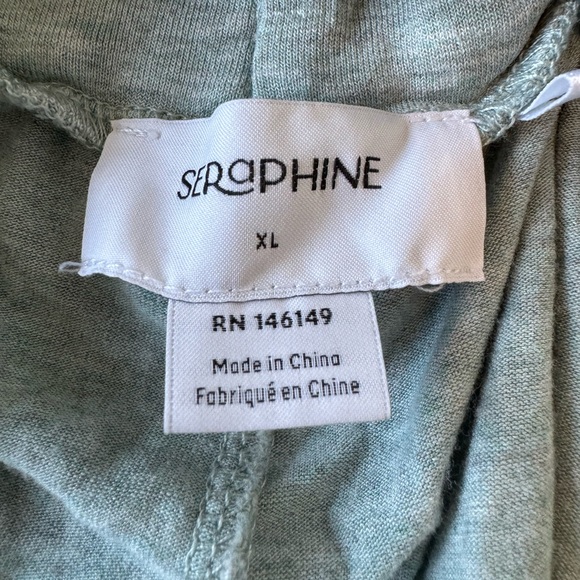 SERAPHINE
XL
RN 146149
Made in China
Fabriqué en Chine